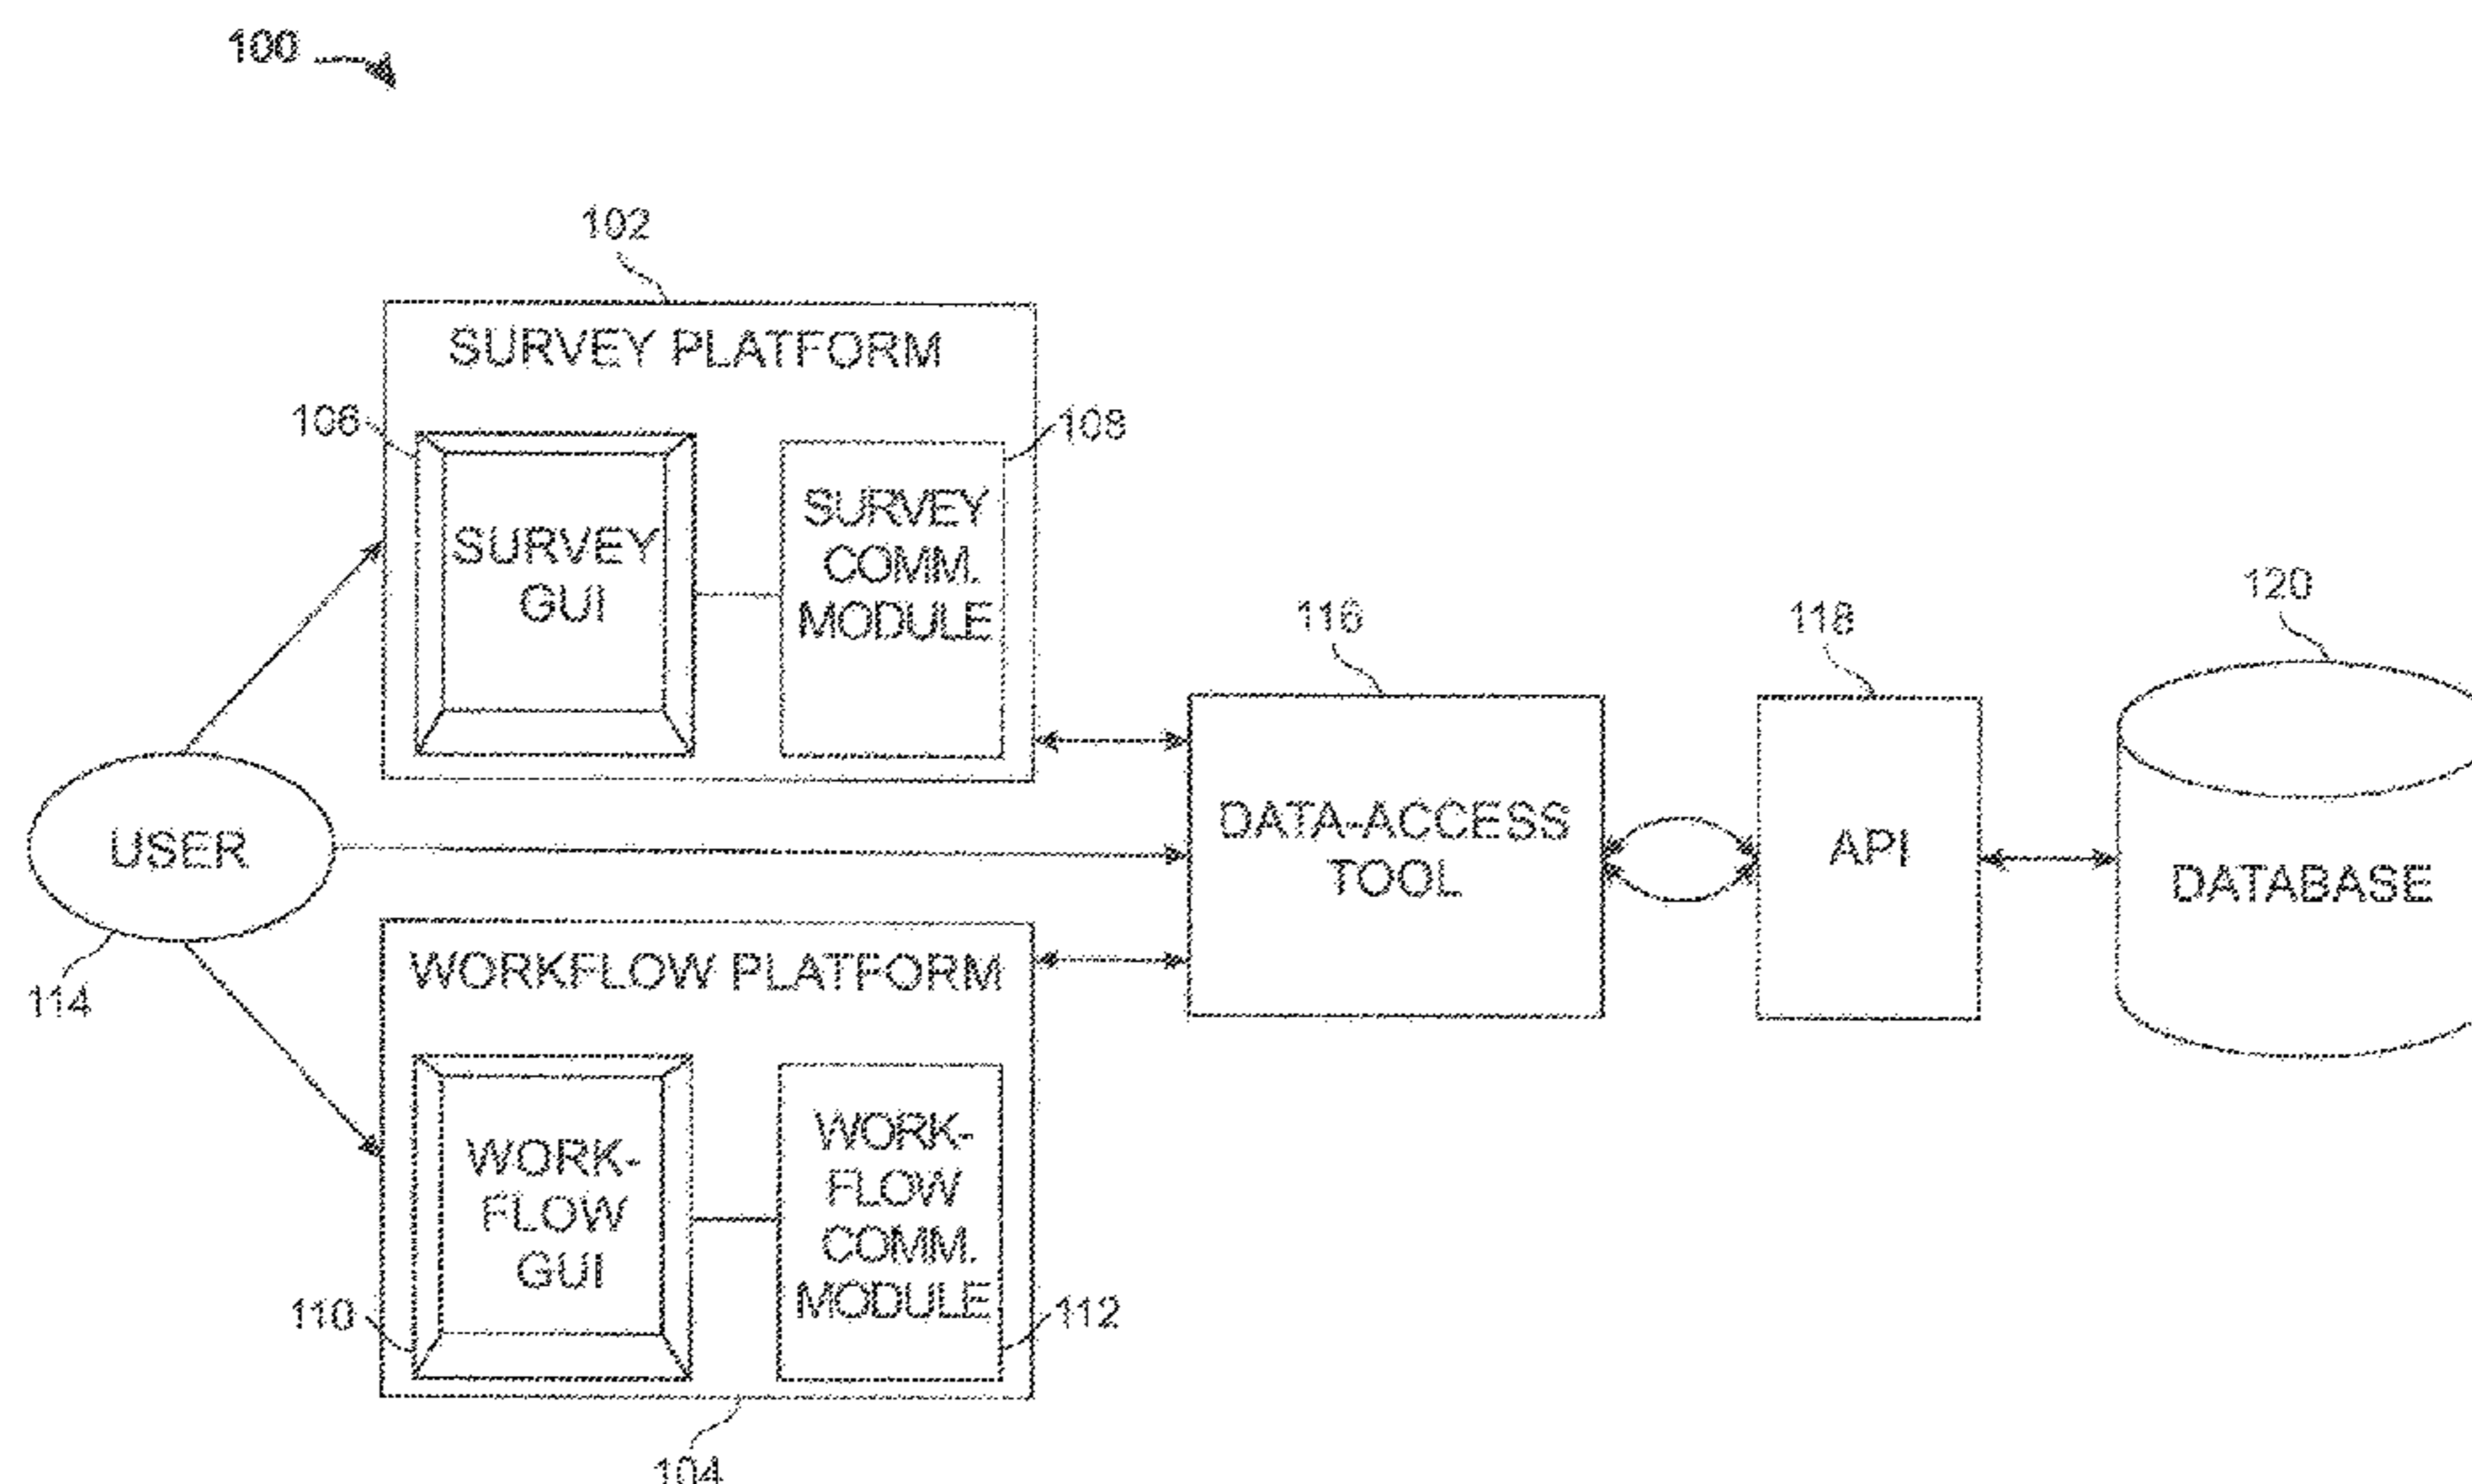 100
102
SURVEY PLATFORM
106
108
SURVEY
GUI
SURVEY
COMM.
MODULE
USER
114
WORKFLOW PLATFORM
WORK-
FLOW
GUI
WORK-
FLOW
COMM.
MODULE
110
112
104
116
DATA-ACCESS
TOOL
118
API
120
DATABASE